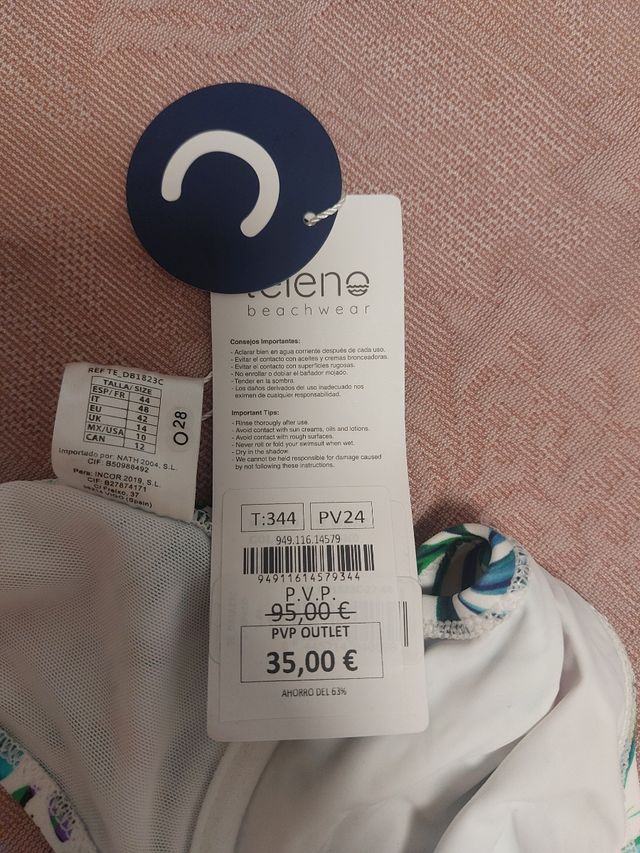 teleno
beachwear
Consejos Importantes:
- Aclarar bien en agua corriente después de cada uso.
- Evitar el contacto con aceites y cremas bronceadoras.
- Evitar el contacto con superficies rugosas.
- No enrollar o doblar el bañador mojado.
-Tender en la sombra.
- Los daños derivados del uso inadecuado nos
eximen de cualquier responsabilidad.
Important Tips:
- Rinse thorougly after use.
- Avoid contact with sun creams, oils and lotions.
- Avoid contact with rough surfaces.
- Never roll or fold your swimsuit when wet.
- Dry in the shadow.
- We cannot be held responsible for damage caused
by not following these instructions.
T:344 PV24
949.116.14579
94911614579344
P.V.P.
95,00 €
PVP OUTLET
35,00 €
AHORRO DEL 63%
REF TE_DB1823C
TALLA/ SIZE
ESP/ FR 44
IT 48
EU 42
UK 14
MX/USA 10
CAN 12
O28
Importado por: NATH 2004, S.L.
CIF: B50988492
Para: INCOR 2019, S.L.
CIF: B27874171
C/ Freixo, 37
VIGO (Spain)